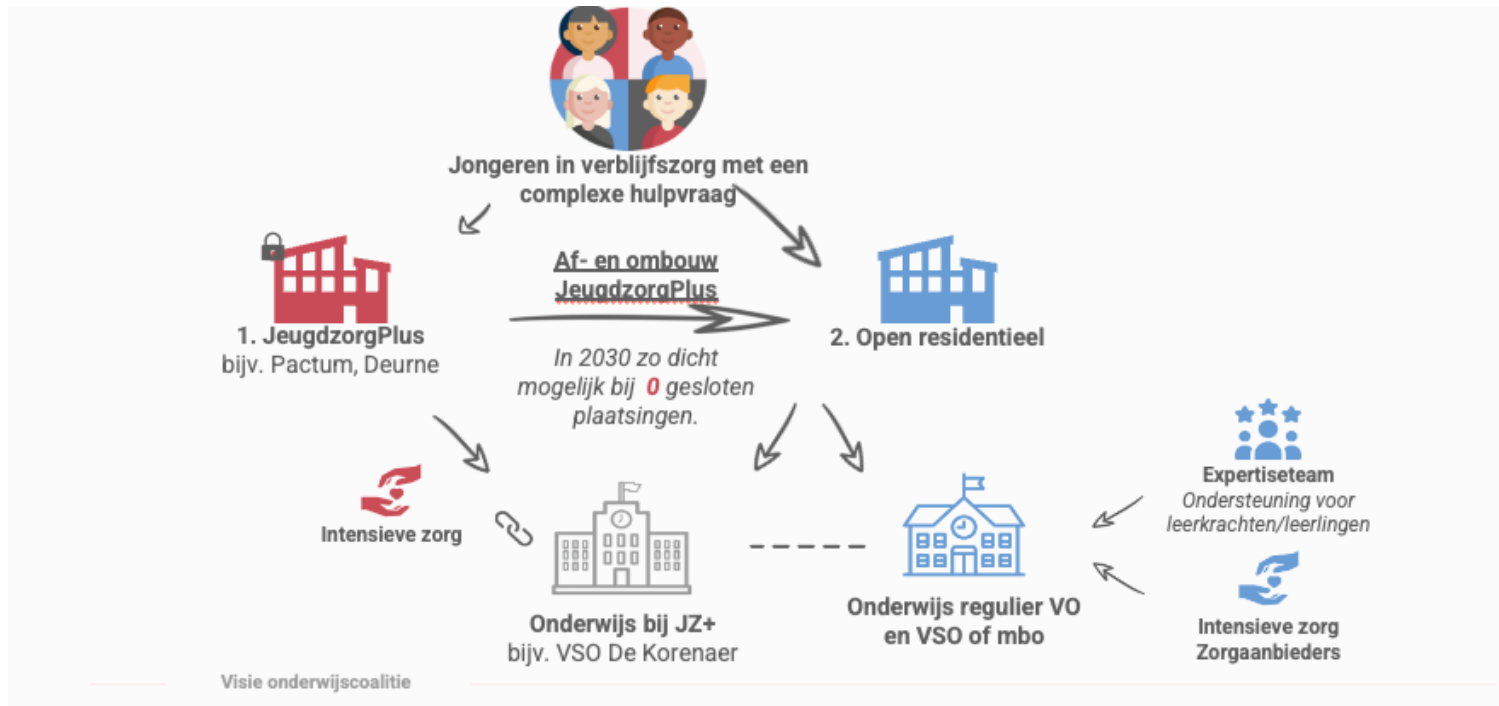 Jongeren in verblijfszorg met een
complexe hulpvraag
Af- en ombouw
JeugdzorgPlus
1. JeugdzorgPlus
bijv. Pactum, Deurne
2. Open residentieel
In 2030 zo dicht
mogelijk bij 0 gesloten
plaatsingen.
Intensieve zorg
Expertiseteam
Ondersteuning voor
leerkrachten/leerlingen
Onderwijs bij JZ+
bijv. VSO De Korenaer
Onderwijs regulier VO
en VSO of mbo
Intensieve zorg
Zorgaanbieders
Visie onderwijscoalitie